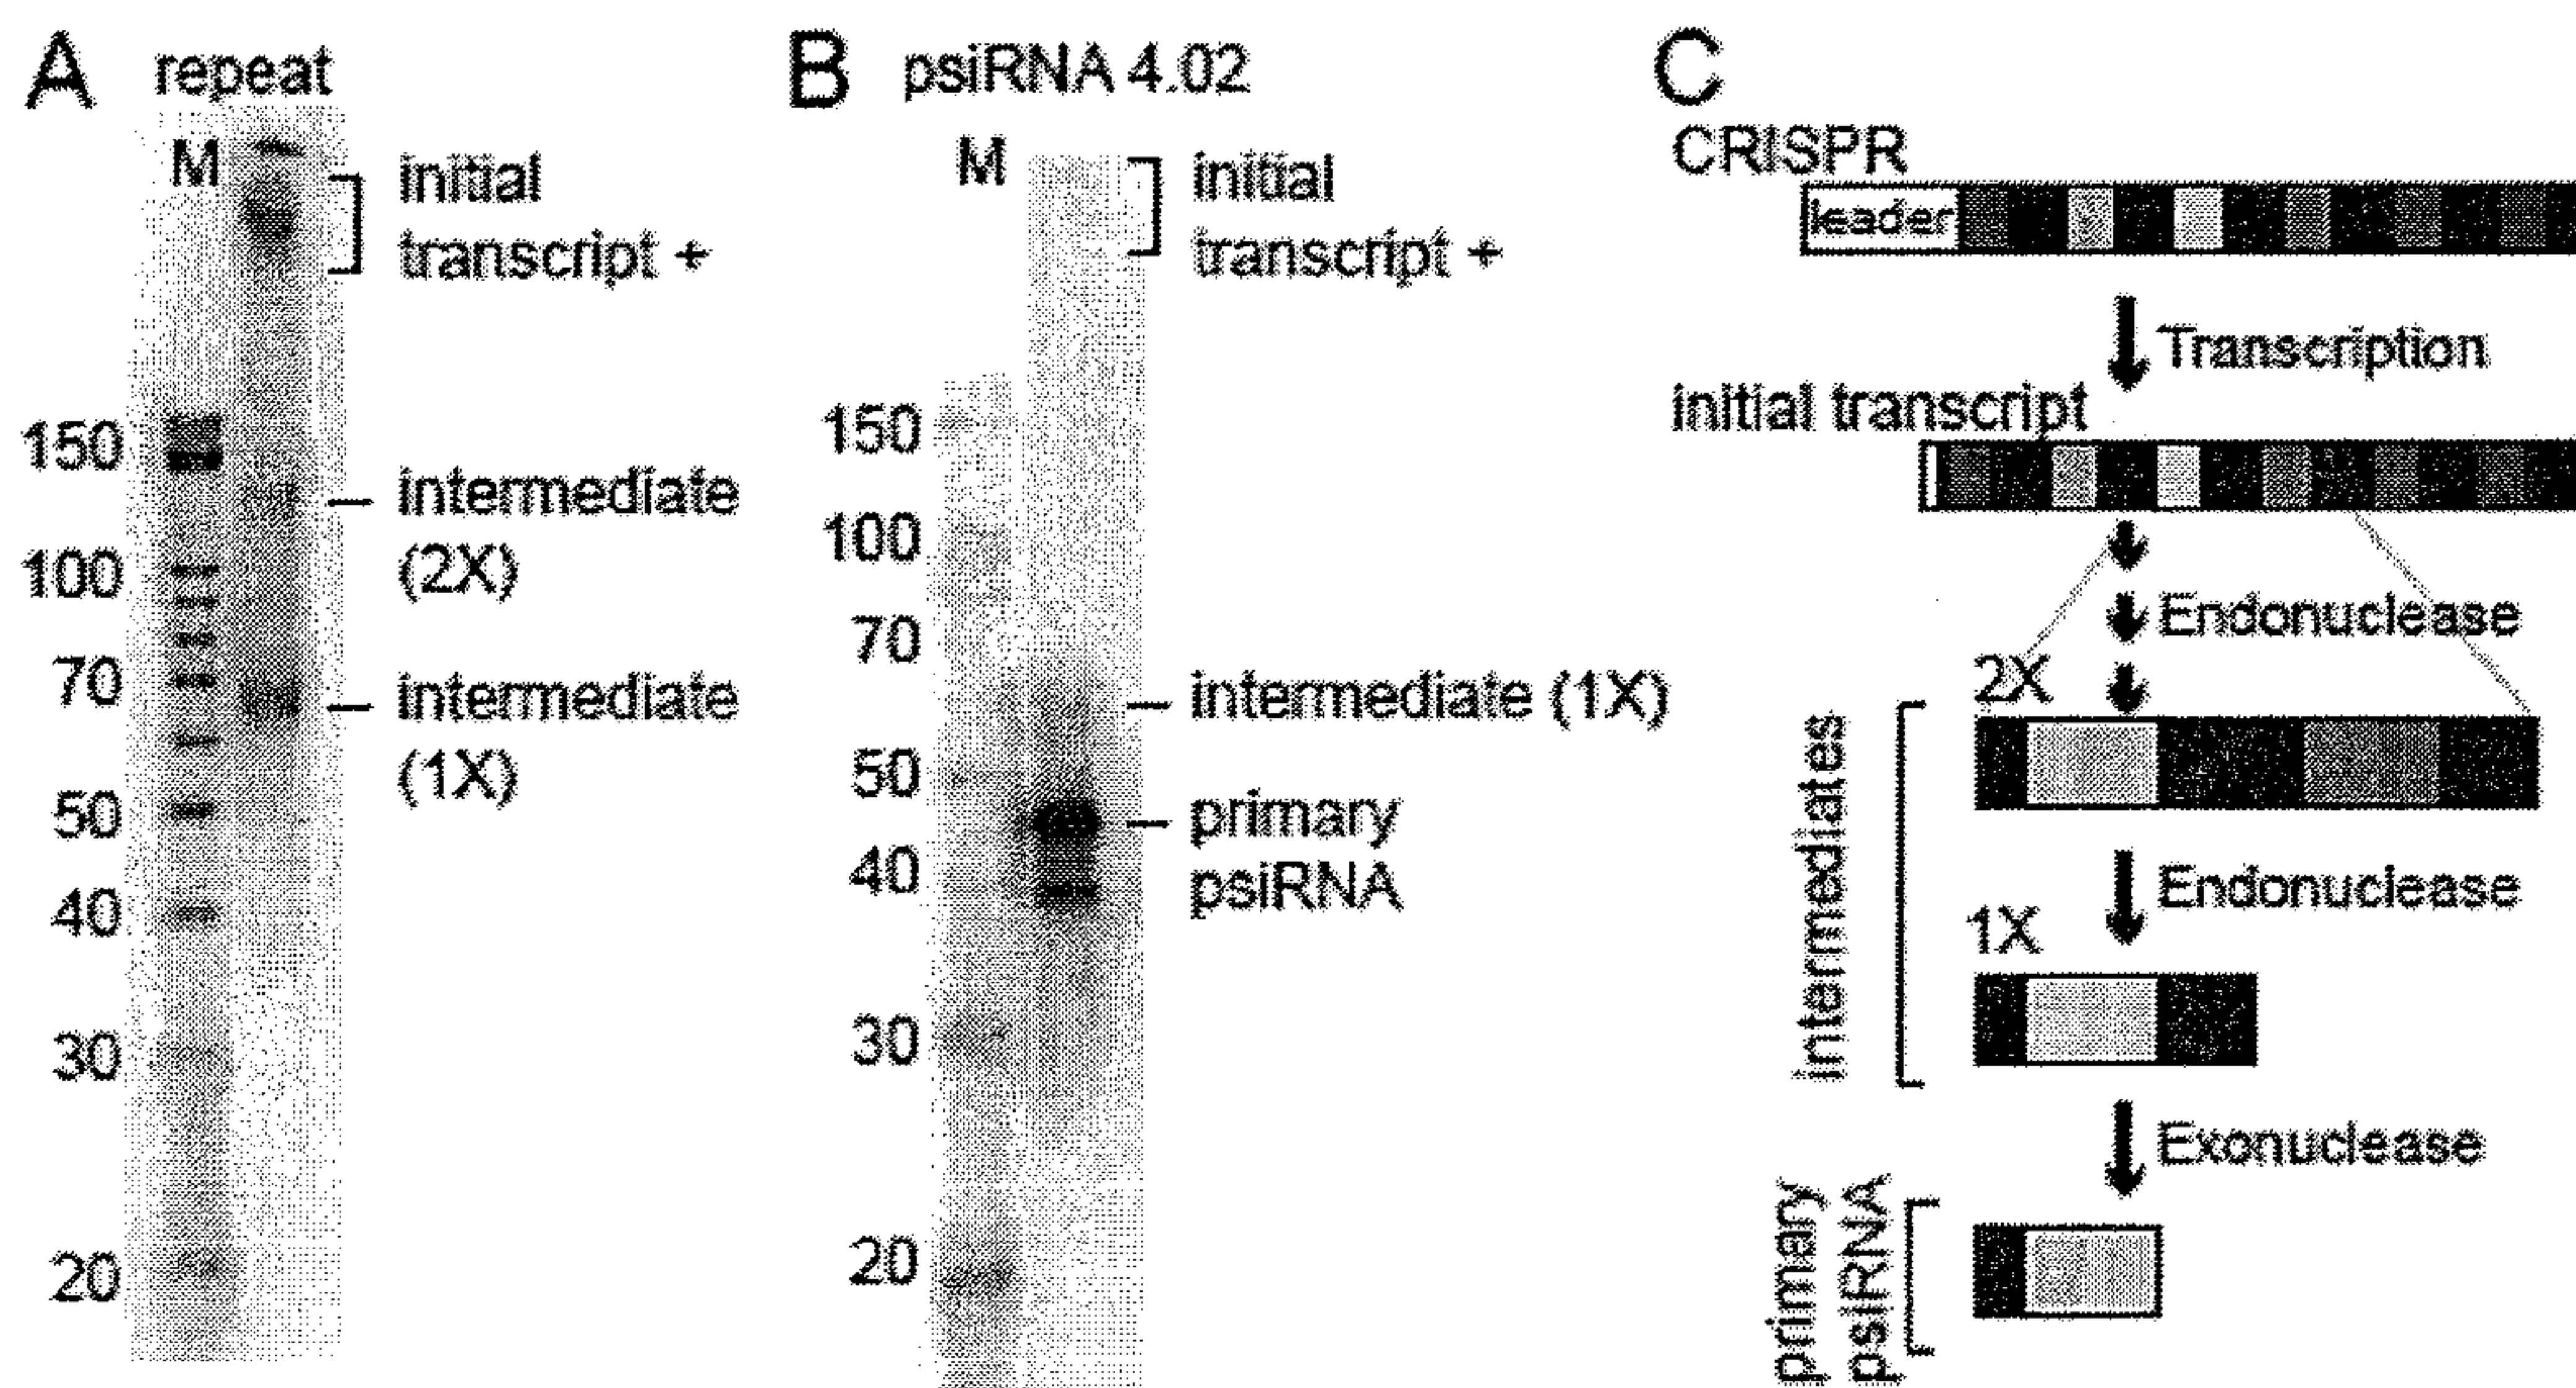 A
repeat
M
initial
transcript +
150
intermediate
(2X)
100
70
intermediate
(1X)
50
40
30
20
B
psiRNA 4.02
M
initial
transcript +
150
100
70
intermediate (1X)
50
primary
psiRNA
40
30
20
C
CRISPR
leader
Transcription
initial transcript
Endonuclease
2X
intermediates
Endonuclease
1X
Exonuclease
primary
psiRNA